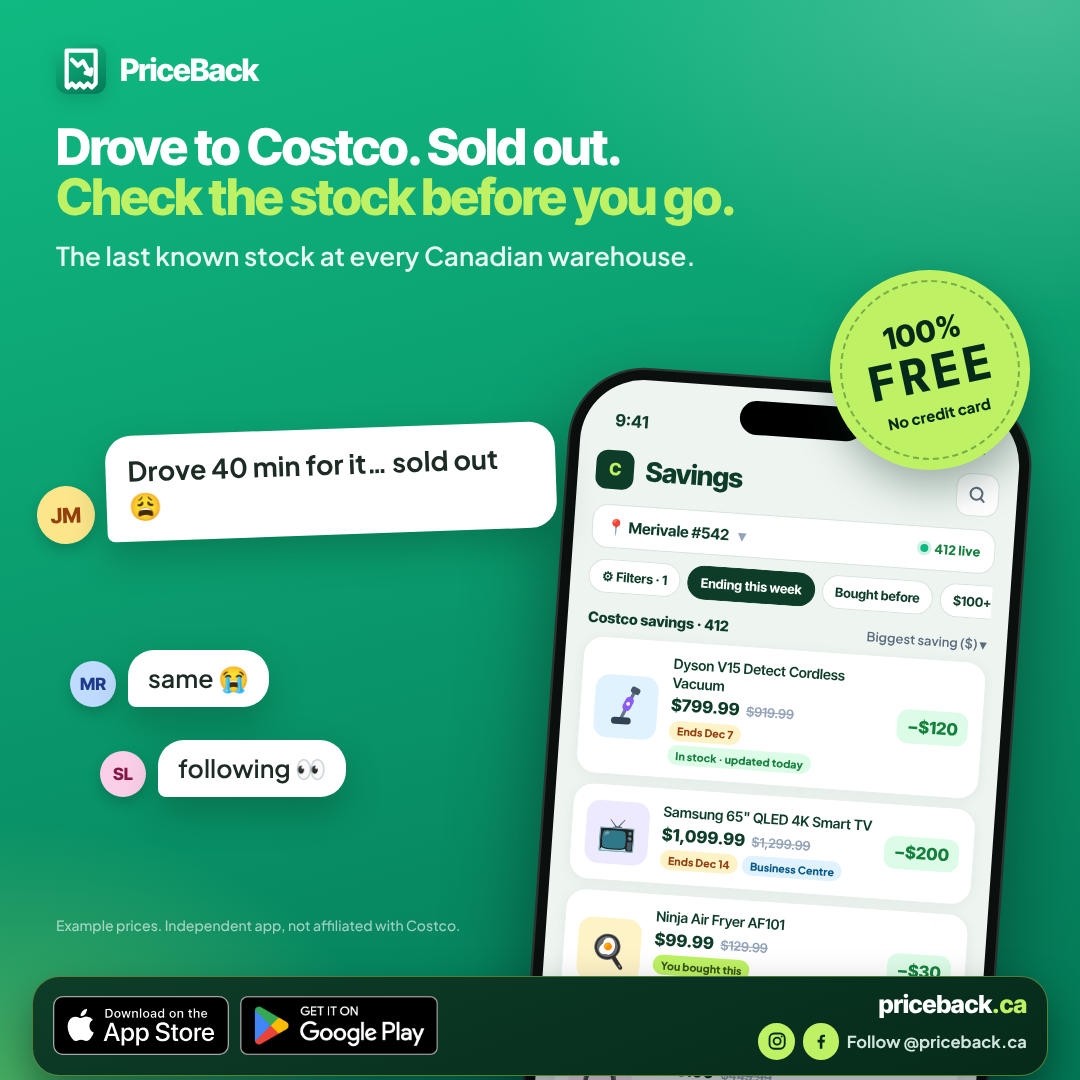 PriceBack
Drove to Costco. Sold out.
Check the stock before you go.
The last known stock at every Canadian warehouse.
100%
FREE
No credit card
Drove 40 min for it... sold out
😩
JM
MR
same 😭
SL
following 👀
9:41
C
Savings
📍 Merivale #542 ▼
412 live
⚙ Filters · 1
Ending this week
Bought before
$100+
Costco savings · 412
Biggest saving ($) ▾
Dyson V15 Detect Cordless
Vacuum
$799.99 $919.99
Ends Dec 7
In stock · updated today
−$120
Samsung 65" QLED 4K Smart TV
$1,099.99 $1,299.99
Ends Dec 14
Business Centre
−$200
Ninja Air Fryer AF101
$99.99 $129.99
You bought this
−$30
Example prices. Independent app, not affiliated with Costco.
Download on the
App Store
GET IT ON
Google Play
priceback.ca
Follow @priceback.ca